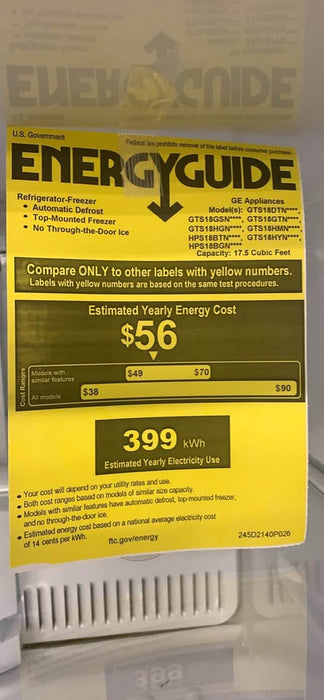 U.S. Government
Federal law prohibits removal of this label before consumer purchase.
ENERGYGUIDE
Refrigerator-Freezer
• Automatic Defrost
• Top-Mounted Freezer
• No Through-the-Door Ice
GE Appliances
Model(s): GTS18DTN****,
GTS18GSN****, GTS18GTN****,
GTS18HGN****, GTS18HMN****,
HPS18BTN****, GTS18HYN****,
HPS18BGN****
Capacity: 17.5 Cubic Feet
Compare ONLY to other labels with yellow numbers.
Labels with yellow numbers are based on the same test procedures.
Estimated Yearly Energy Cost
$56
Cost Ranges
Models with
similar features
$49
$70
All models
$38
$90
399 kWh
Estimated Yearly Electricity Use
• Your cost will depend on your utility rates and use.
• Both cost ranges based on models of similar size capacity.
• Models with similar features have automatic defrost, top-mounted freezer,
and no through-the-door ice.
• Estimated energy cost based on a national average electricity cost
of 14 cents per kWh.
ftc.gov/energy
245D2140P026